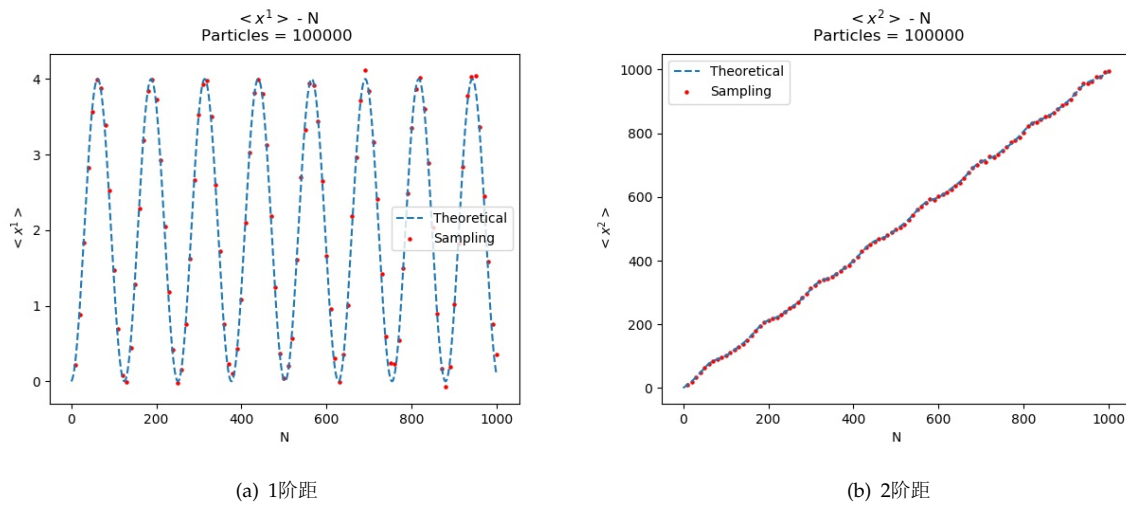 < x¹ > - N
Particles = 100000
4
3
2
1
0
< x¹ >
Theoretical
Sampling
0 200 400 600 800 1000
N
(a) 1阶距
< x² > - N
Particles = 100000
1000
800
600
400
200
0
< x² >
Theoretical
Sampling
0 200 400 600 800 1000
N
(b) 2阶距